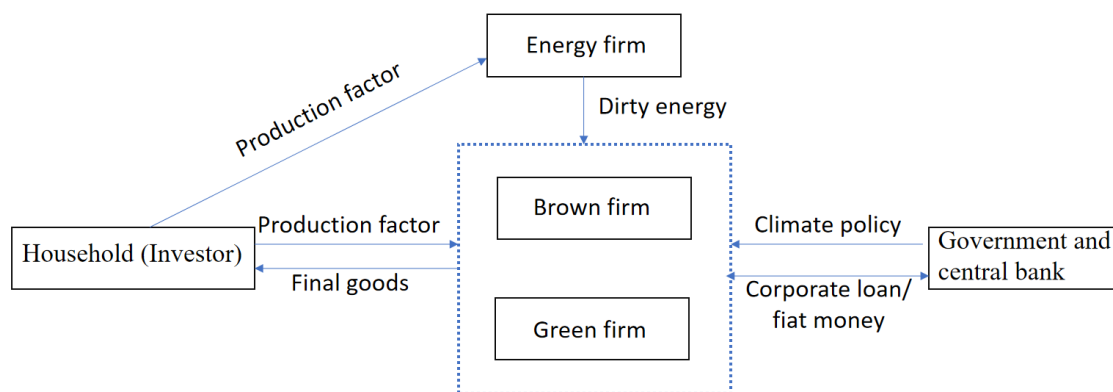 Energy firm
Production factor
Dirty energy
Brown firm
Production factor
Climate policy
Household (Investor)
Government and
central bank
Final goods
Corporate loan/
fiat money
Green firm